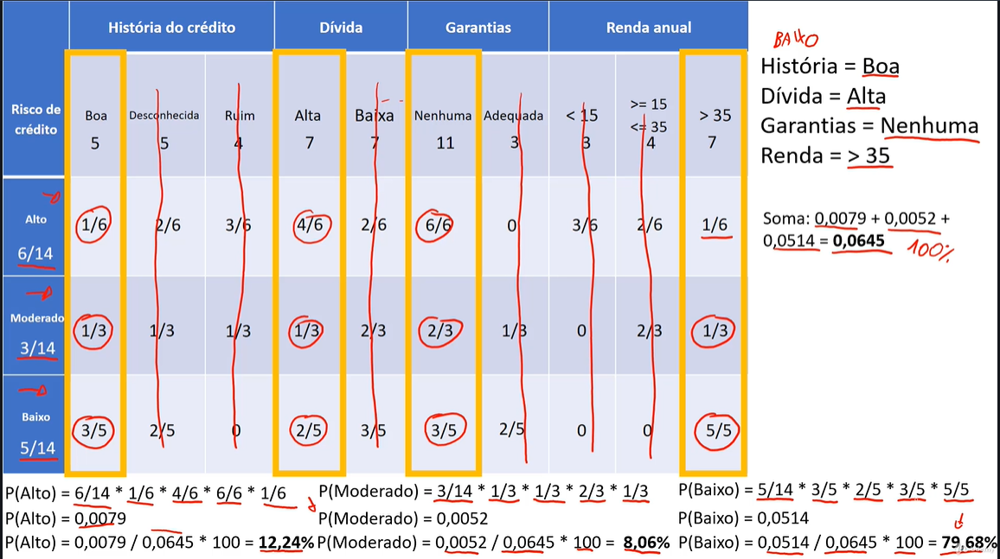 História do crédito Dívida Garantias Renda anual
Risco de crédito Boa 5 Desconhecida 5 Ruim 4 Alta 7 Baixa 7 Nenhuma 11 Adequada 3 < 15 3 >= 15 <= 35 4 > 35 7
Alto 6/14 1/6 2/6 3/6 4/6 2/6 6/6 0 3/6 2/6 1/6
Moderado 3/14 1/3 1/3 1/3 1/3 2/3 2/3 1/3 0 2/3 1/3
Baixo 5/14 3/5 2/5 0 2/5 3/5 3/5 2/5 0 0 5/5
BAIXO
História = Boa
Dívida = Alta
Garantias = Nenhuma
Renda = > 35
Soma: 0,0079 + 0,0052 +
0,0514 = 0,0645 100%
P(Alto) = 6/14 * 1/6 * 4/6 * 6/6 * 1/6
P(Alto) = 0,0079
P(Alto) = 0,0079 / 0,0645 * 100 = 12,24%
P(Moderado) = 3/14 * 1/3 * 1/3 * 2/3 * 1/3
P(Moderado) = 0,0052
P(Moderado) = 0,0052 / 0,0645 * 100 = 8,06%
P(Baixo) = 5/14 * 3/5 * 2/5 * 3/5 * 5/5
P(Baixo) = 0,0514
P(Baixo) = 0,0514 / 0,0645 * 100 = 79,68%